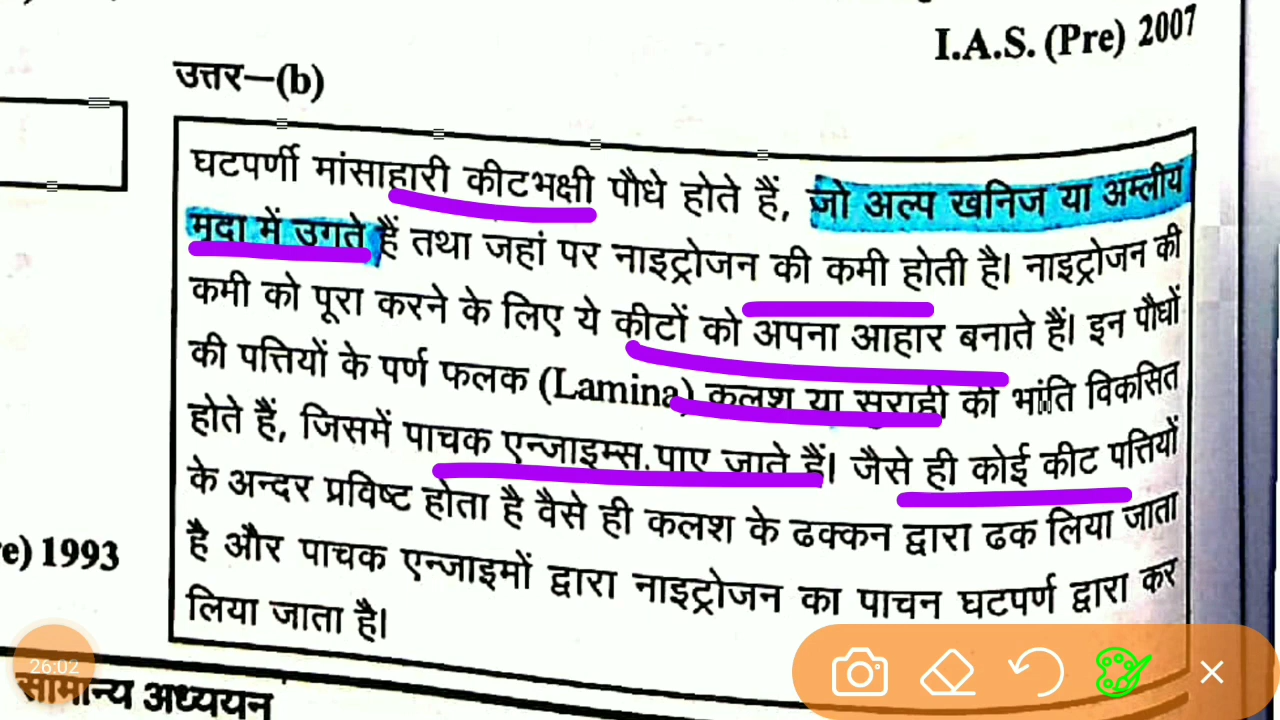 I.A.S. (Pre) 2007
उत्तर—(b)
घटपर्णी मांसाहारी कीटभक्षी पौधे होते हैं, जो अल्प खनिज या अम्लीय
मृदा में उगते हैं तथा जहां पर नाइट्रोजन की कमी होती है। नाइट्रोजन की
कमी को पूरा करने के लिए ये कीटों को अपना आहार बनाते हैं। इन पौधों
की पत्तियों के पर्ण फलक (Lamina) कलश या सुराही की भांति विकसित
होते हैं, जिसमें पाचक एन्जाइम्स पाए जाते हैं। जैसे ही कोई कीट पत्तियों
के अन्दर प्रविष्ट होता है वैसे ही कलश के ढक्कन द्वारा ढक लिया जाता
है और पाचक एन्जाइमों द्वारा नाइट्रोजन का पाचन घटपर्ण द्वारा कर
लिया जाता है।
e) 1993
26:02
सामान्य अध्ययन